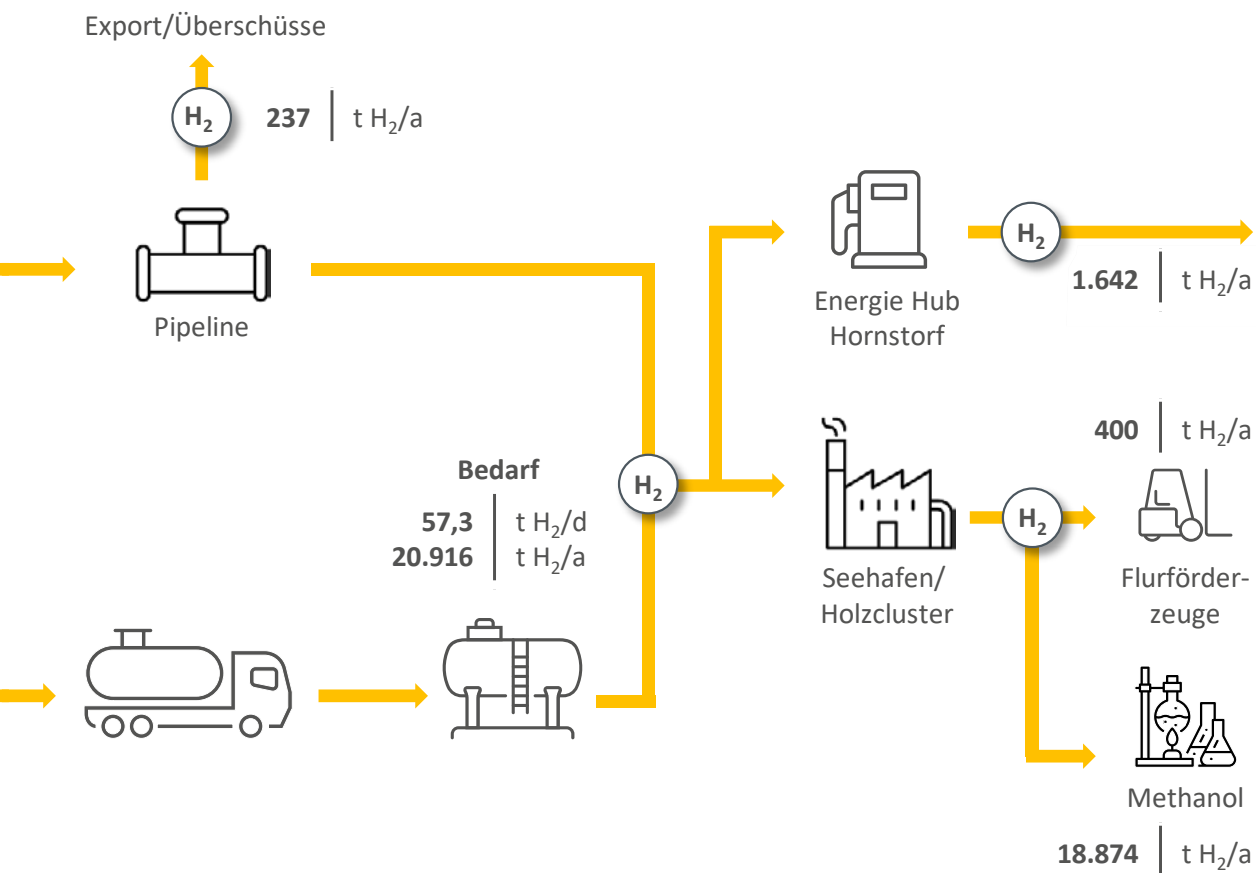 Export/Überschüsse
H₂
237 | t H₂/a
Pipeline
H₂
1.642 | t H₂/a
Energie Hub
Hornstorf
Bedarf
57,3 | t H₂/d
20.916 | t H₂/a
H₂
400 | t H₂/a
H₂
Seehafen/
Holzcluster
Flurförder-
zeuge
Methanol
18.874 | t H₂/a